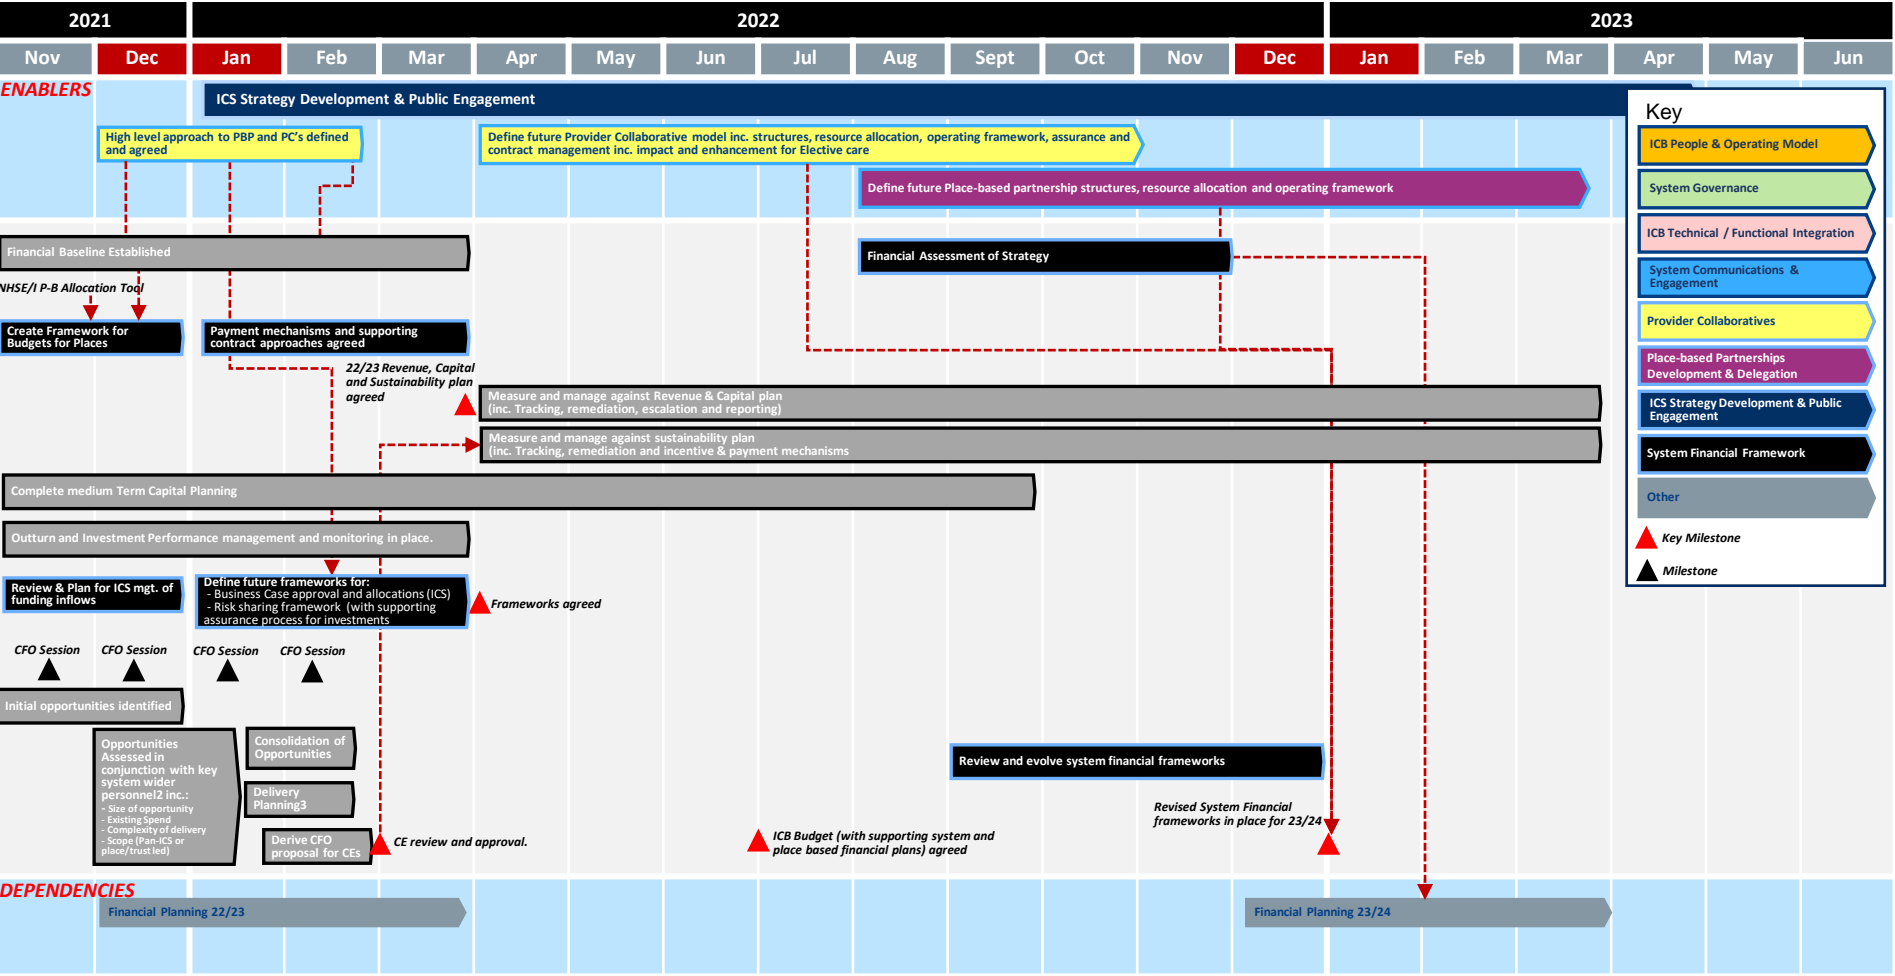 2021
2022
2023
Nov
Dec
Jan
Feb
Mar
Apr
May
Jun
Jul
Aug
Sept
Oct
Nov
Dec
Jan
Feb
Mar
Apr
May
Jun
ENABLERS
ICS Strategy Development & Public Engagement
High level approach to PBP and PC's defined
and agreed
Define future Provider Collaborative model inc. structures, resource allocation, operating framework, assurance and
contract management inc. impact and enhancement for Elective care
Define future Place-based partnership structures, resource allocation and operating framework
Financial Baseline Established
Financial Assessment of Strategy
NHSE/I P-B Allocation Tool
Create Framework for
Budgets for Places
Payment mechanisms and supporting
contract approaches agreed
22/23 Revenue, Capital
and Sustainability plan
agreed
Measure and manage against Revenue & Capital plan
(inc. Tracking, remediation, escalation and reporting)
Measure and manage against sustainability plan
(inc. Tracking, remediation and incentive & payment mechanisms
Complete medium Term Capital Planning
Outturn and Investment Performance management and monitoring in place.
Review & Plan for ICS mgt. of
funding inflows
Define future frameworks for:
- Business Case approval and allocations (ICS)
- Risk sharing framework (with supporting
assurance process for investments
Frameworks agreed
CFO Session
CFO Session
CFO Session
CFO Session
Initial opportunities identified
Opportunities
Assessed in
conjunction with key
system wider
personnel2 inc.:
- Size of opportunity
- Existing Spend
- Complexity of delivery
- Scope (Pan-ICS or
place/trust led)
Consolidation of
Opportunities
Delivery
Planning3
Derive CFO
proposal for CEs
CE review and approval.
Review and evolve system financial frameworks
Revised System Financial
frameworks in place for 23/24
ICB Budget (with supporting system and
place based financial plans) agreed
DEPENDENCIES
Financial Planning 22/23
Financial Planning 23/24
Key
ICB People & Operating Model
System Governance
ICB Technical / Functional Integration
System Communications &
Engagement
Provider Collaboratives
Place-based Partnerships
Development & Delegation
ICS Strategy Development & Public
Engagement
System Financial Framework
Other
Key Milestone
Milestone